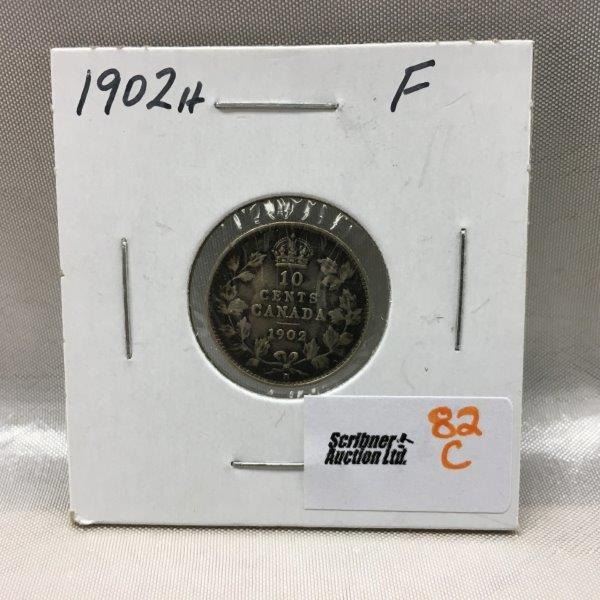 1902H F
10
CENTS
CANADA
1902
H
Scribner
Auction Ltd.
82
C